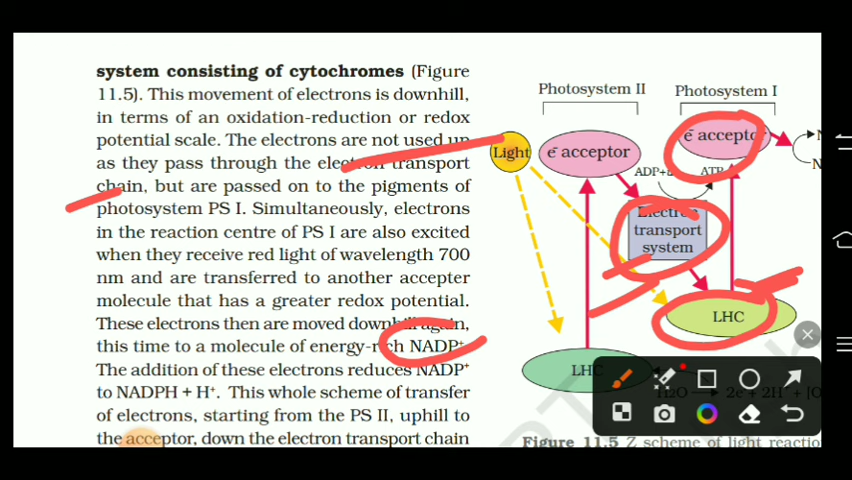 system consisting of cytochromes (Figure
11.5). This movement of electrons is downhill,
in terms of an oxidation-reduction or redox
potential scale. The electrons are not used up
as they pass through the electron transport
chain, but are passed on to the pigments of
photosystem PS I. Simultaneously, electrons
in the reaction centre of PS I are also excited
when they receive red light of wavelength 700
nm and are transferred to another accepter
molecule that has a greater redox potential.
These electrons then are moved downhill again,
this time to a molecule of energy-rich NADP⁺.
The addition of these electrons reduces NADP⁺
to NADPH + H⁺. This whole scheme of transfer
of electrons, starting from the PS II, uphill to
the acceptor, down the electron transport chain
Photosystem II
Photosystem I
Light
e⁻ acceptor
e⁻ acceptor
ATP
Electron
transport
system
LHC
LHC
Figure 11.5 Z scheme of light